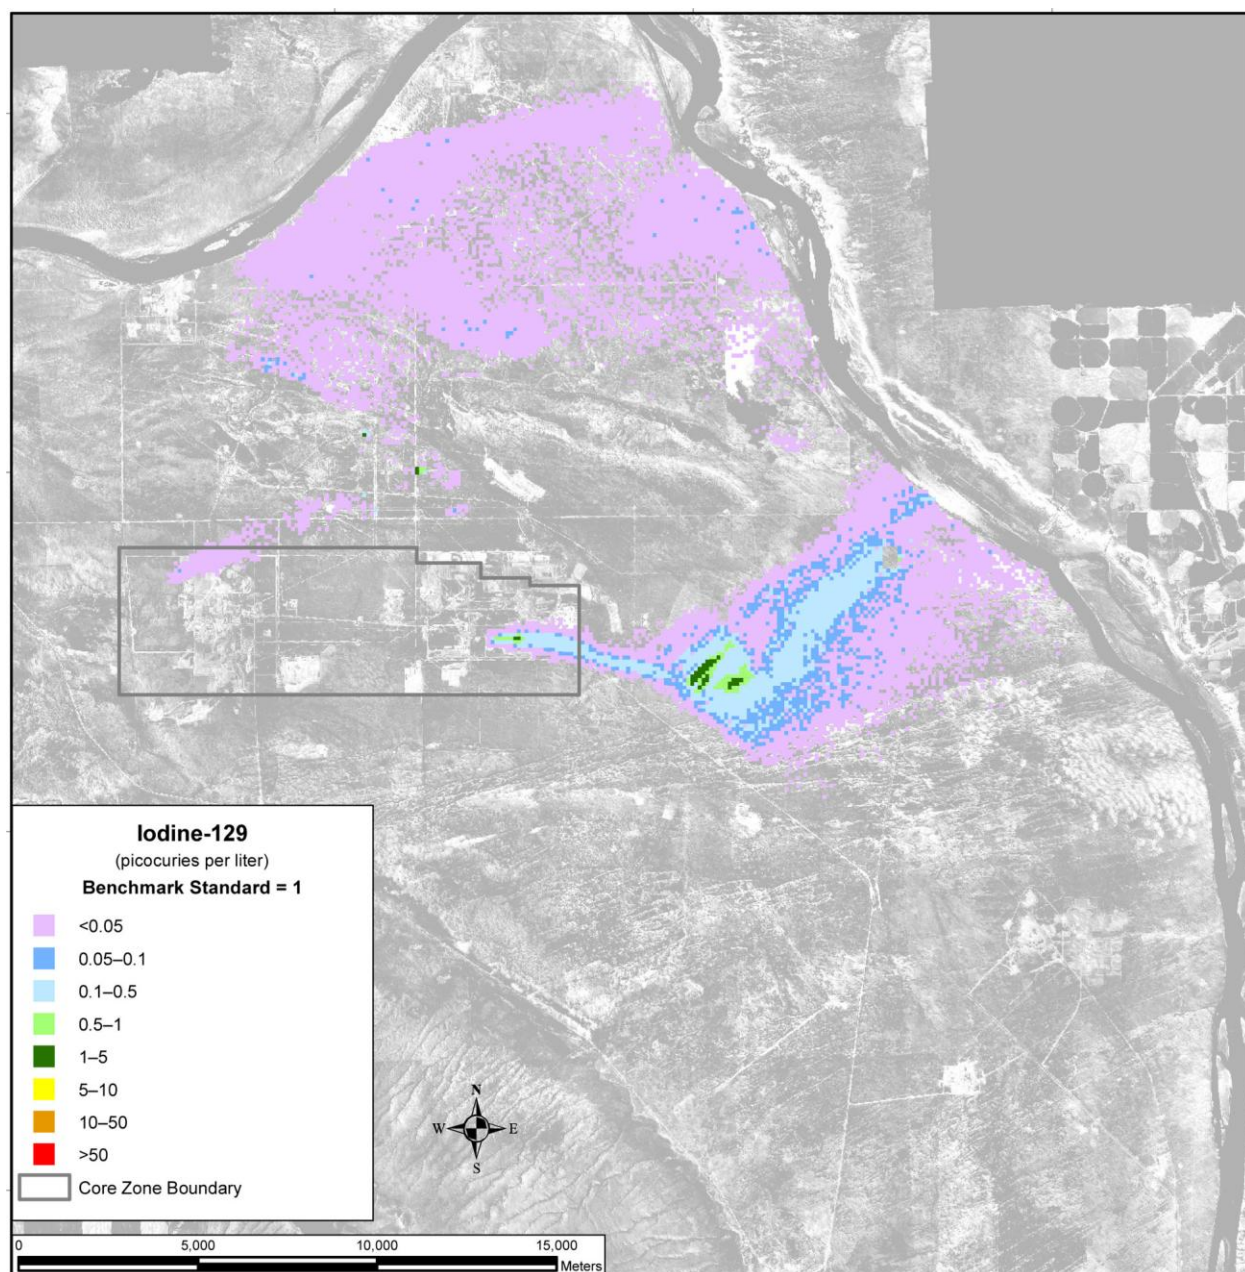 Iodine-129
(picocuries per liter)
Benchmark Standard = 1
<0.05
0.05–0.1
0.1–0.5
0.5–1
1–5
5–10
10–50
>50
Core Zone Boundary
N
W E
S
0 5,000 10,000 15,000
Meters